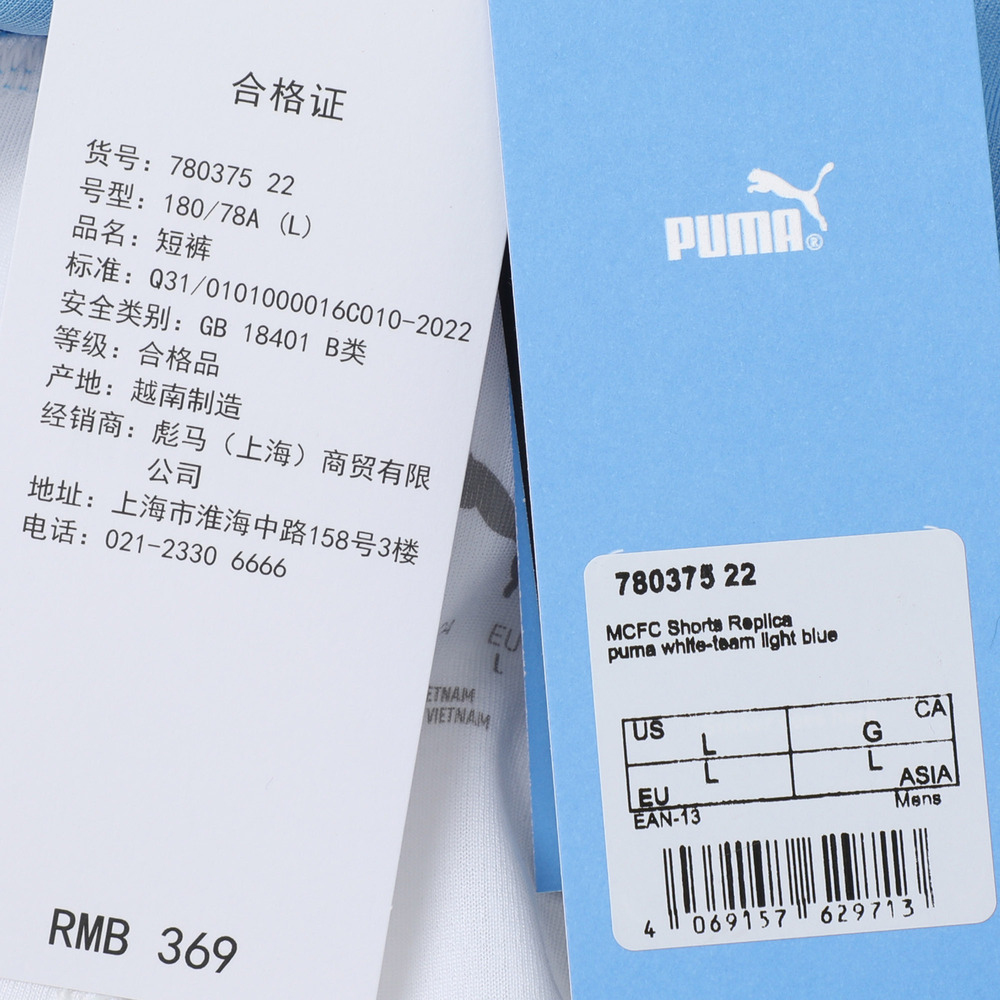 合格证
货号：780375 22
号型：180/78A (L)
品名：短裤
标准：Q31/0101000016C010-2022
安全类别：GB 18401 B类
等级：合格品
产地：越南制造
经销商：彪马（上海）商贸有限
公司
地址：上海市淮海中路158号3楼
电话：021-2330 6666
RMB 369
PUMA®
780375 22
MCFC Shorts Replica
puma white-team light blue
US L G CA
EU L L ASIA
EAN-13 Mens
4 069157 629713
EU
L
VIETNAM